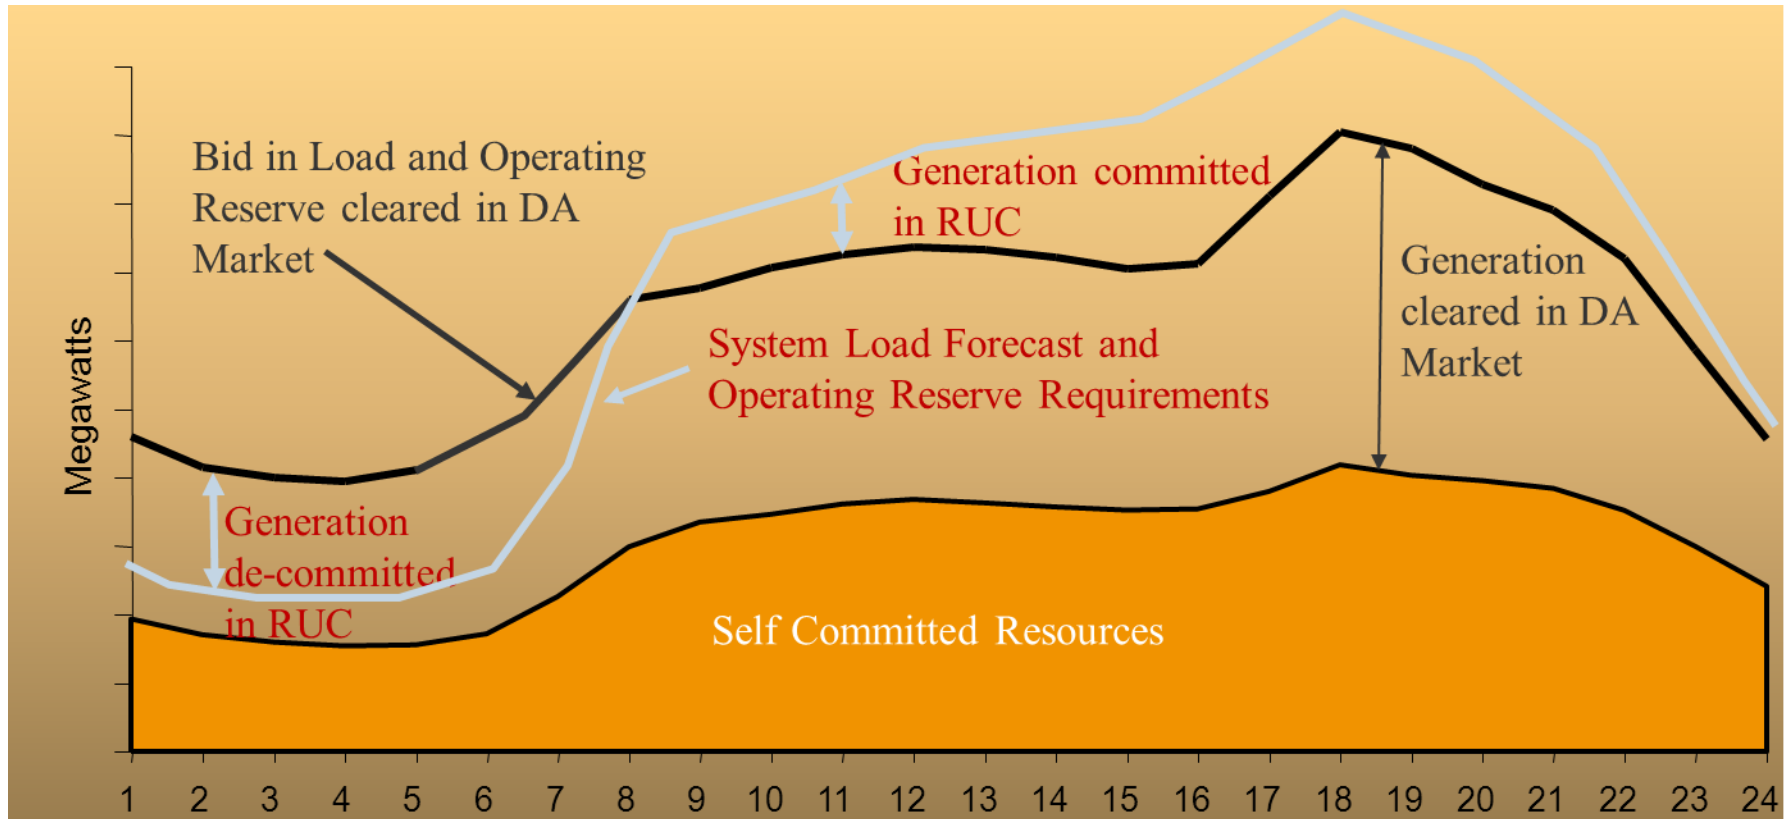 Bid in Load and Operating
Reserve cleared in DA
Market
Generation committed
in RUC
Generation
cleared in DA
Market
System Load Forecast and
Operating Reserve Requirements
Megawatts
Generation
de-committed
in RUC
Self Committed Resources
1 2 3 4 5 6 7 8 9 10 11 12 13 14 15 16 17 18 19 20 21 22 23 24